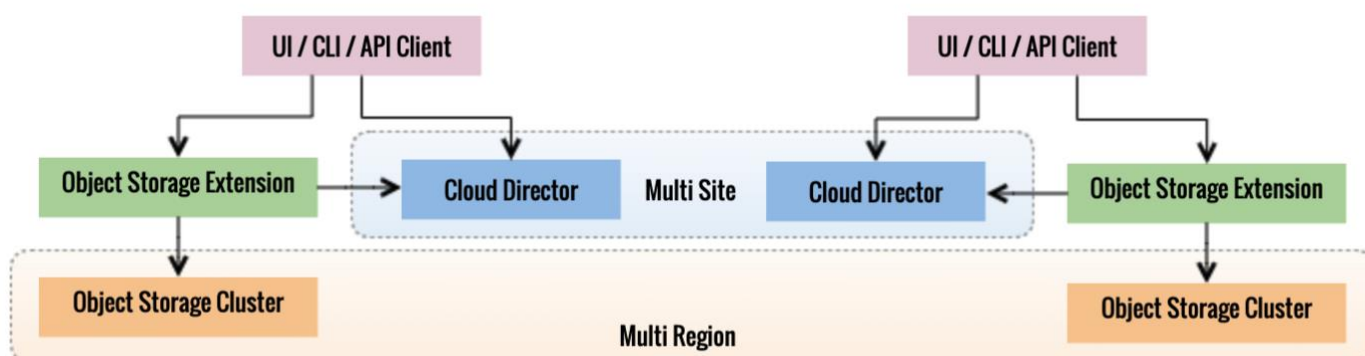 UI / CLI / API Client
UI / CLI / API Client
Object Storage Extension
Cloud Director
Multi Site
Cloud Director
Object Storage Extension
Object Storage Cluster
Object Storage Cluster
Multi Region